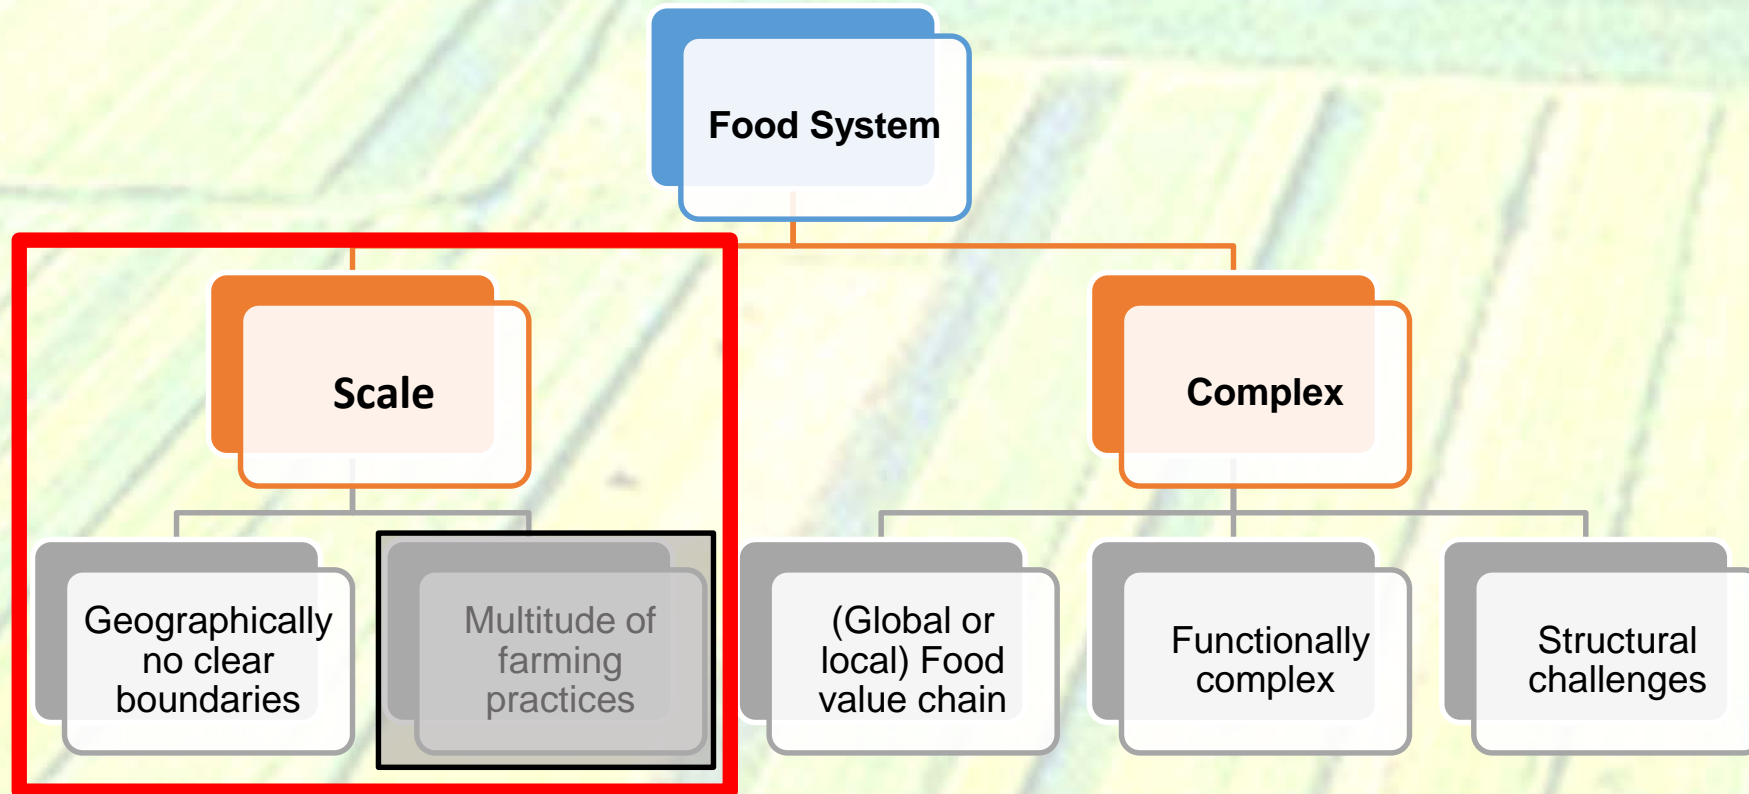 Food System
Scale
Complex
Geographically
no clear
boundaries
Multitude of
farming
practices
(Global or
local) Food
value chain
Functionally
complex
Structural
challenges